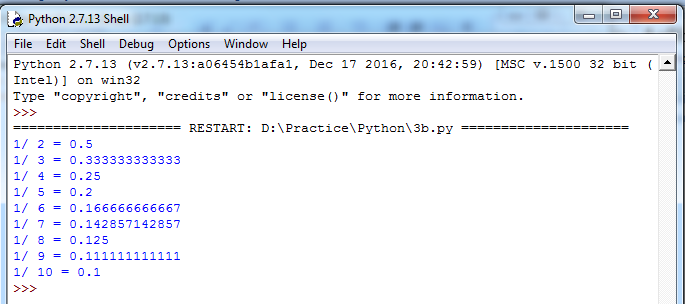 Python 2.7.13 Shell
File Edit Shell Debug Options Window Help
Python 2.7.13 (v2.7.13:a06454b1afa1, Dec 17 2016, 20:42:59) [MSC v.1500 32 bit (
Intel)] on win32
Type "copyright", "credits" or "license()" for more information.
>>>
===================== RESTART: D:\Practice\Python\3b.py =====================
1/ 2 = 0.5
1/ 3 = 0.333333333333
1/ 4 = 0.25
1/ 5 = 0.2
1/ 6 = 0.166666666667
1/ 7 = 0.142857142857
1/ 8 = 0.125
1/ 9 = 0.111111111111
1/ 10 = 0.1
>>>